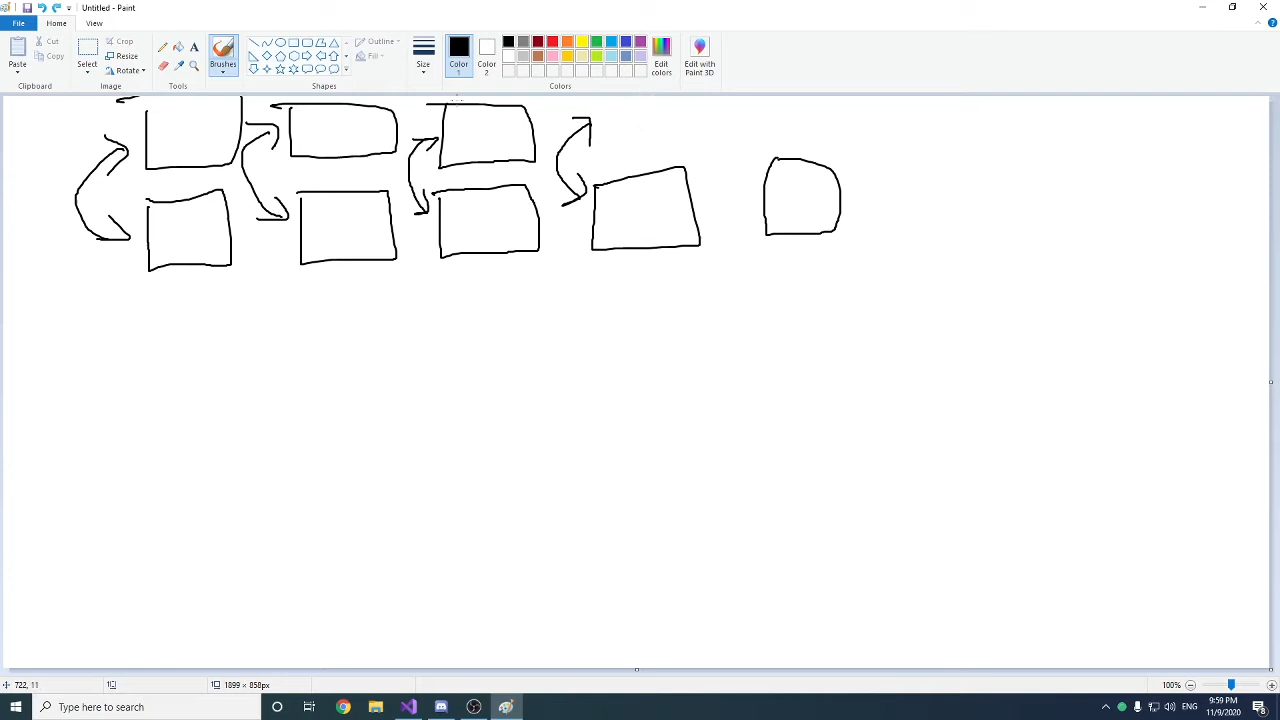 Untitled - Paint
File Home View
Paste
Cut
Copy
Clipboard
Select
Crop
Resize
Rotate
Image
A
Tools
Brushes
Outline
Fill
Shapes
Size
Color 1
Color 2
Edit colors
Edit with Paint 3D
Colors
722, 11
1899 × 858px
100%
Type here to search
ENG
9:59 PM
11/9/2020